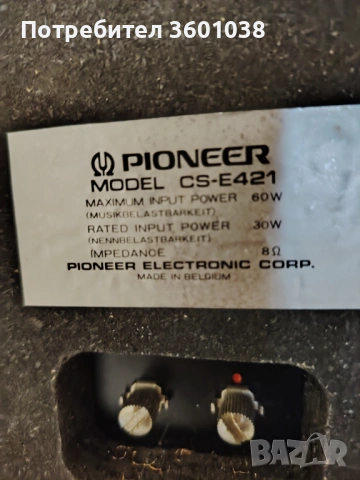 Потребител 3601038
PIONEER
MODEL CS-E421
MAXIMUM INPUT POWER 60W
(MUSIKBELASTBARKEIT)
RATED INPUT POWER 30W
(NENNBELASTBARKEIT)
IMPEDANCE 8Ω
PIONEER ELECTRONIC CORP.
MADE IN BELGIUM
BAZAR